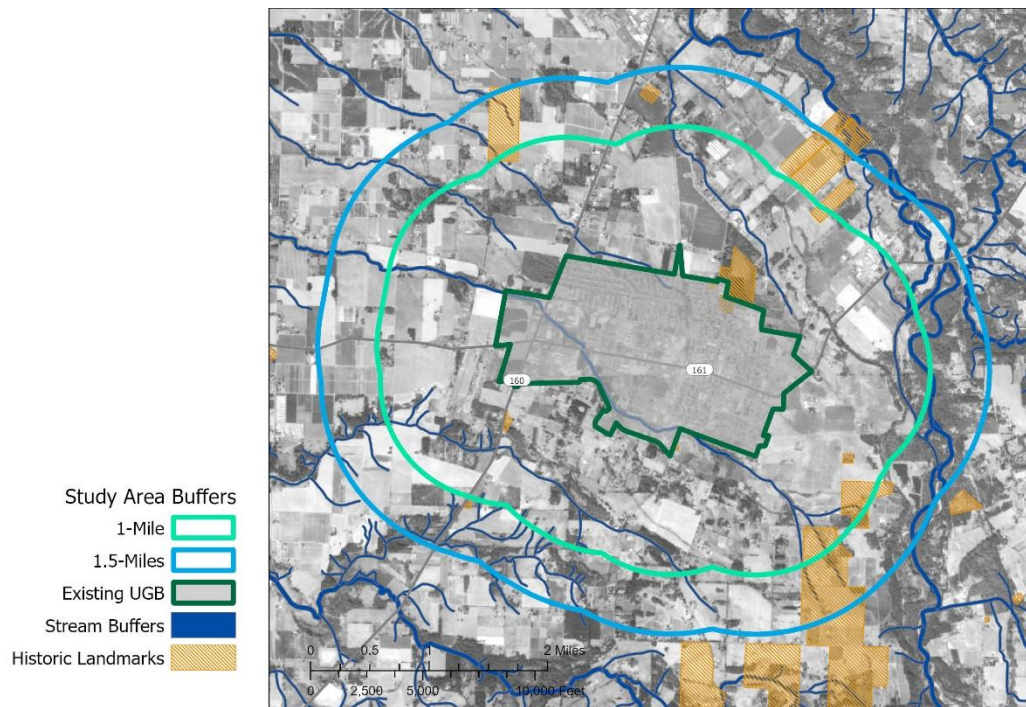 160
161
Study Area Buffers
1-Mile
1.5-Miles
Existing UGB
Stream Buffers
Historic Landmarks
0 0.5 1 2 Miles
0 2,500 5,000 10,000 Feet